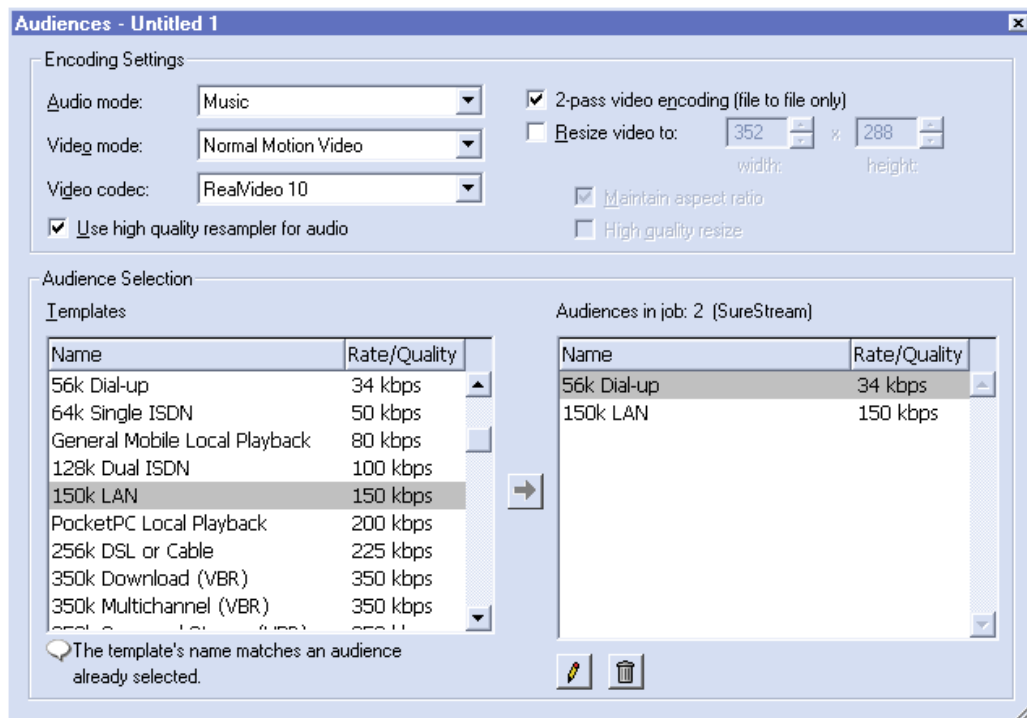 Audiences - Untitled 1
Encoding Settings
Audio mode: Music
2-pass video encoding (file to file only)
Video mode: Normal Motion Video
Resize video to: 352 x 288
width: height:
Video codec: RealVideo 10
Maintain aspect ratio
Use high quality resampler for audio
High quality resize
Audience Selection
Templates
Name Rate/Quality
56k Dial-up 34 kbps
64k Single ISDN 50 kbps
General Mobile Local Playback 80 kbps
128k Dual ISDN 100 kbps
150k LAN 150 kbps
PocketPC Local Playback 200 kbps
256k DSL or Cable 225 kbps
350k Download (VBR) 350 kbps
350k Multichannel (VBR) 350 kbps
The template's name matches an audience
already selected.
Audiences in job: 2 (SureStream)
Name Rate/Quality
56k Dial-up 34 kbps
150k LAN 150 kbps